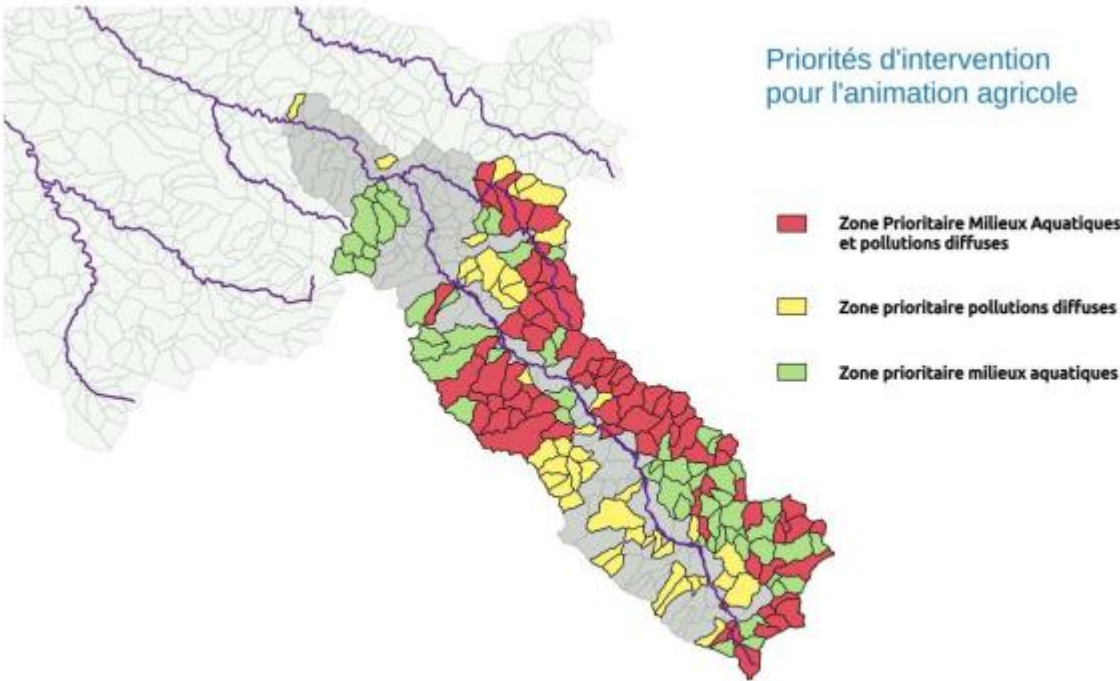 Priorités d'intervention
pour l'animation agricole
Zone Prioritaire Milieux Aquatiques
et pollutions diffuses
Zone prioritaire pollutions diffuses
Zone prioritaire milieux aquatiques